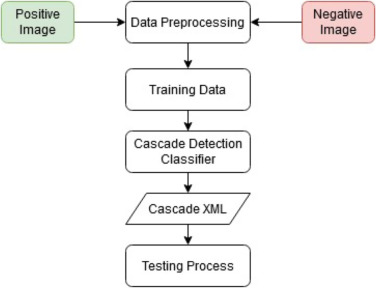 Positive
Image
Data Preprocessing
Negative
Image
Training Data
Cascade Detection
Classifier
Cascade XML
Testing Process